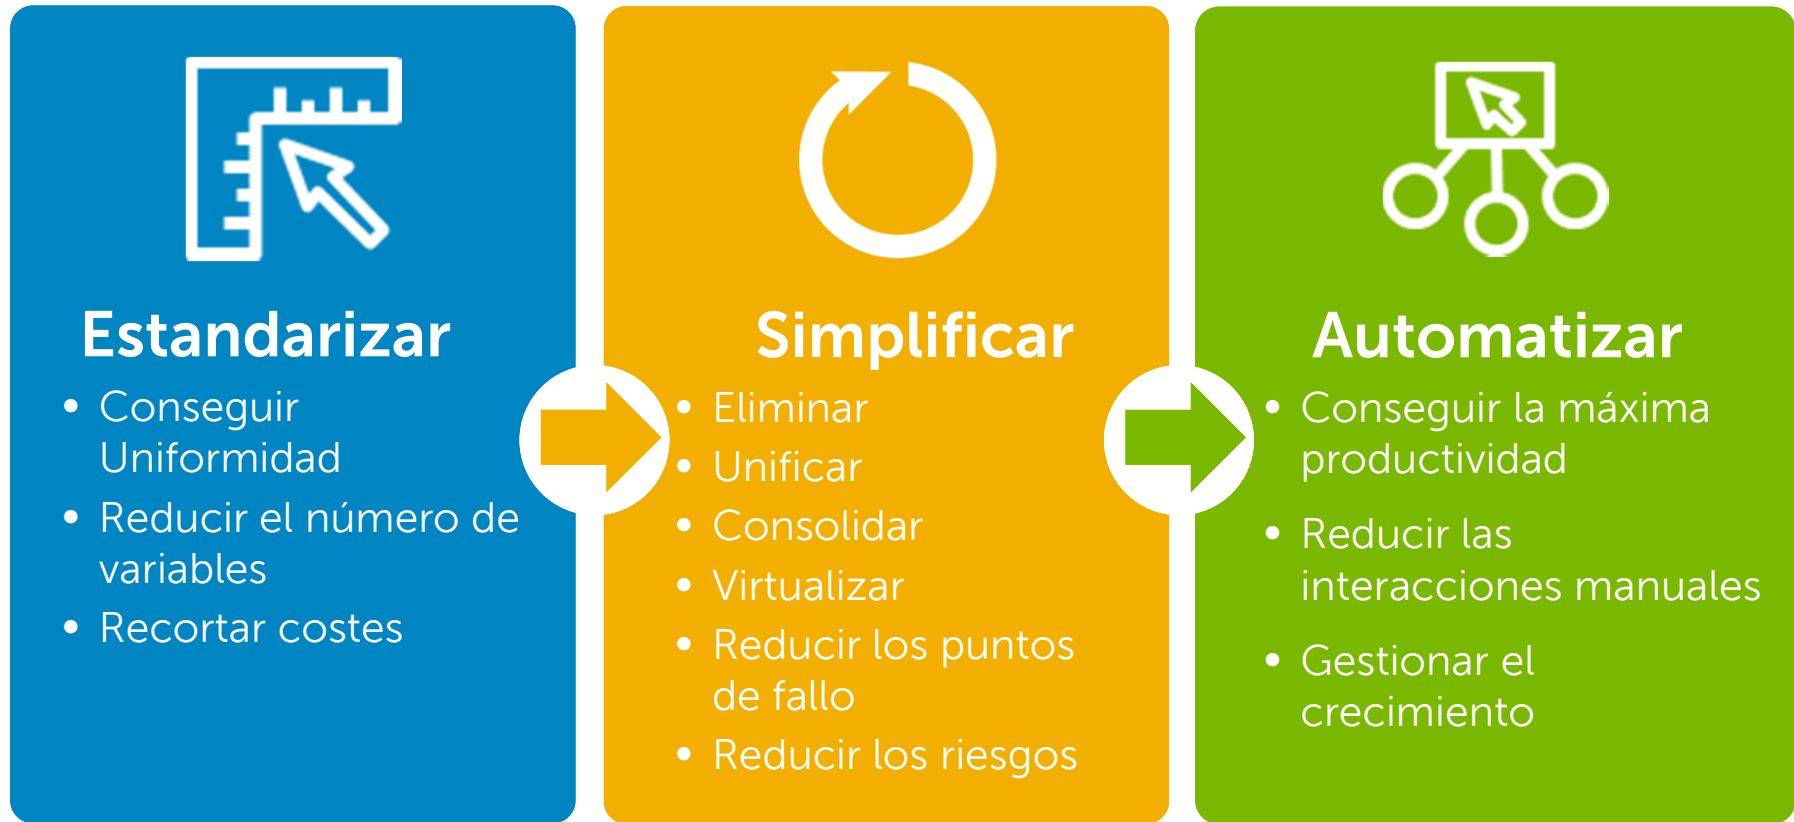 Estandarizar
• Conseguir
Uniformidad
• Reducir el número de
variables
• Recortar costes
Simplificar
• Eliminar
• Unificar
• Consolidar
• Virtualizar
• Reducir los puntos
de fallo
• Reducir los riesgos
Automatizar
• Conseguir la máxima
productividad
• Reducir las
interacciones manuales
• Gestionar el
crecimiento